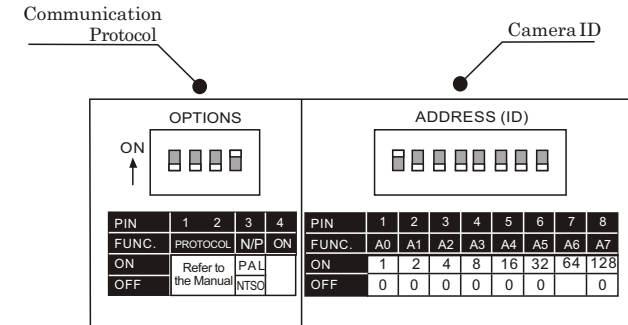 Communication
Protocol
Camera ID
OPTIONS
ADDRESS (ID)
ON
PIN 1 2 3 4
FUNC. PROTOCOL N/P ON
ON Refer to the Manual PAL
OFF NTSO
PIN 1 2 3 4 5 6 7 8
FUNC. A0 A1 A2 A3 A4 A5 A6 A7
ON 1 2 4 8 16 32 64 128
OFF 0 0 0 0 0 0 0